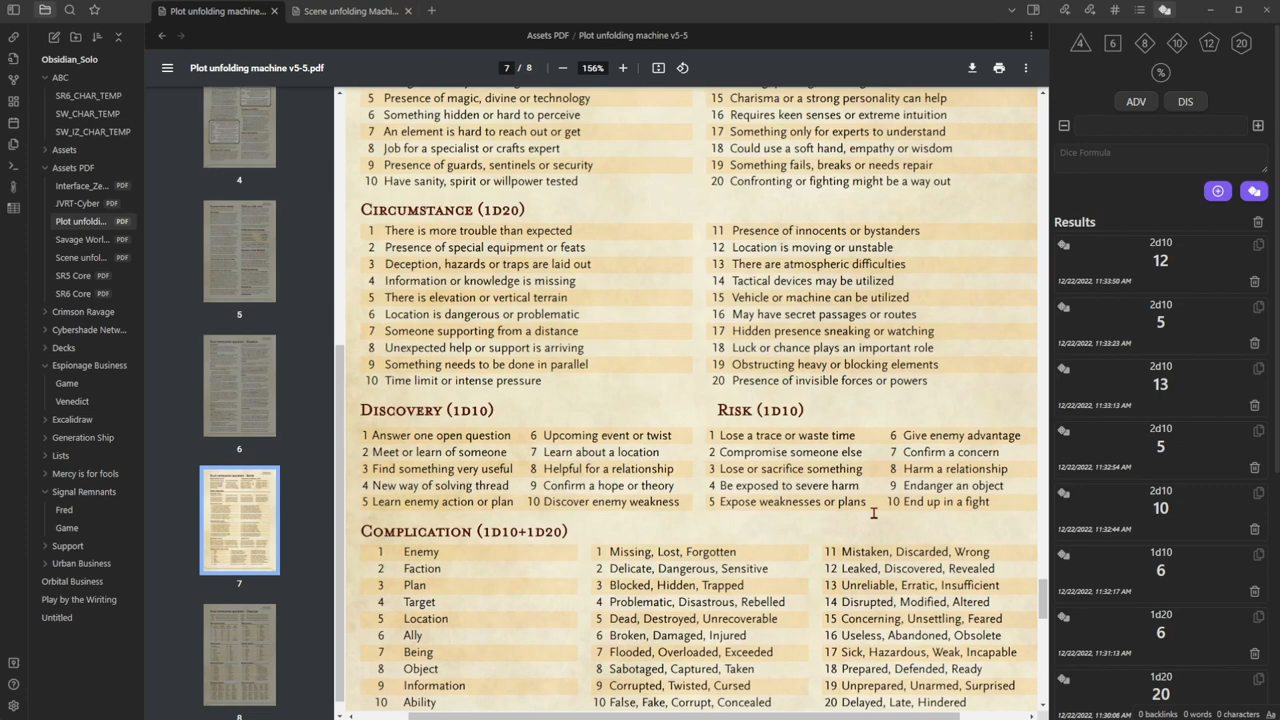 Plot unfolding machine...
Scene unfolding Machi...
Obsidian_Solo
ABC
SR6_CHAR_TEMP
SW_CHAR_TEMP
SW_IZ_CHAR_TEMP
Assets
Assets PDF
Interface_Ze... PDF
JVRT-Cyber PDF
Plot unfoldi... PDF
Savage Worl... PDF
Scene unfol... PDF
SR5 Core PDF
SR6 Core PDF
Crimson Ravage
Cybershade Netw...
Decks
Espionage Business
Game
Venedict
Excalidraw
Generation Ship
Lists
Mercy is for fools
Signal Remnants
Fred
Game
Support
Urban Business
Orbital Business
Play by the Writing
Untitled
Assets PDF / Plot unfolding machine v5-5
Plot unfolding machine v5-5.pdf
7 / 8
156%
4
5
6
7
8
5 Presence of magic, divine or technology
6 Something hidden or hard to perceive
7 An element is hard to reach out or get
8 Job for a specialist or crafts expert
Presence of guards, sentinels or security
10 Have sanity, spirit or willpower tested
15 Charisma or a strong personality can help
16 Requires keen senses or extreme intuition
17 Something only for experts to understand
18 Could use a soft hand, empathy or wisdom
19 Something fails, breaks or needs repair
20 Confronting or fighting might be a way out
CIRCUMSTANCE (1D20)
1 There is more trouble than expected
2 Presence of special equipment or feats
3 Deception, hazards or traps are laid out
4 Information or knowledge is missing
5 There is elevation or vertical terrain
6 Location is dangerous or problematic
7 Someone supporting from a distance
8 Unexpected help or support is arriving
9 Something needs to be done in parallel
10 Time limit or intense pressure
11 Presence of innocents or bystanders
12 Location is moving or unstable
13 There are atmospheric difficulties
14 Tactical devices may be utilized
15 Vehicle or machine can be utilized
16 May have secret passages or routes
17 Hidden presence sneaking or watching
18 Luck or chance plays an important role
19 Obstructing heavy or blocking elements
20 Presence of invisible forces or powers
DISCOVERY (1D10)
1 Answer one open question
2 Meet or learn of someone
3 Find something very useful
4 New way of solving thread
5 Learn enemy action or plan
6 Upcoming event or twist
7 Learn about a location
8 Helpful for a relationship
9 Confirm a hope or theory
10 Discover enemy weakness
RISK (1D10)
1 Lose a trace or waste time
2 Compromise someone else
3 Lose or sacrifice something
4 Be exposed to severe harm
5 Expose weaknesses or plans
6 Give enemy advantage
7 Confirm a concern
8 Harm a relationship
9 Endanger an object
10 End up in a fight
COMPLICATION (1D10+1D20)
1 Enemy
2 Faction
3 Plan
4 Target
5 Location
6 Ally
7 Being
8 Object
9 Information
10 Ability
1 Missing, Lost, Forgotten
2 Delicate, Dangerous, Sensitive
3 Blocked, Hidden, Trapped
4 Problematic, Disastrous, Rebelled
5 Dead, Destroyed, Unrecoverable
6 Broken, Damaged, Injured
7 Flooded, Overloaded, Exceeded
8 Sabotaged, Captured, Taken
9 Corrupted, Twisted, Cursed
10 False, Fake, Corrupt, Concealed
11 Mistaken, Discarded, Wrong
12 Leaked, Discovered, Revealed
13 Unreliable, Erratic, Insufficient
14 Disrupted, Modified, Altered
15 Concerning, Unsettling, Feared
16 Useless, Abandoned, Obsolete
17 Sick, Hazardous, Weak, Incapable
18 Prepared, Defended, Ready
19 Unprepared, Unarmed, Surprised
20 Delayed, Late, Hindered
4 6 8 10 12 20
%
ADV DIS
Dice Formula
Results
2d10
12
12/22/2022, 11:33:50 AM
2d10
5
12/22/2022, 11:33:23 AM
2d10
13
12/22/2022, 11:33:13 AM
2d10
5
12/22/2022, 11:32:54 AM
2d10
10
12/22/2022, 11:32:44 AM
1d10
6
12/22/2022, 11:32:17 AM
1d20
6
12/22/2022, 11:31:13 AM
1d20
20
12/22/2022, 11:30:06 AM
0 backlinks 0 words 0 characters